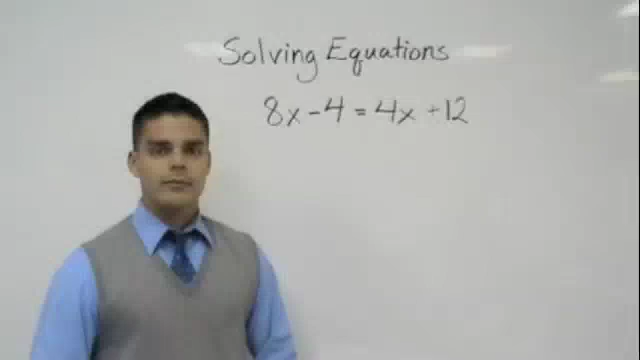 Solving Equations
8x - 4 = 4x + 12